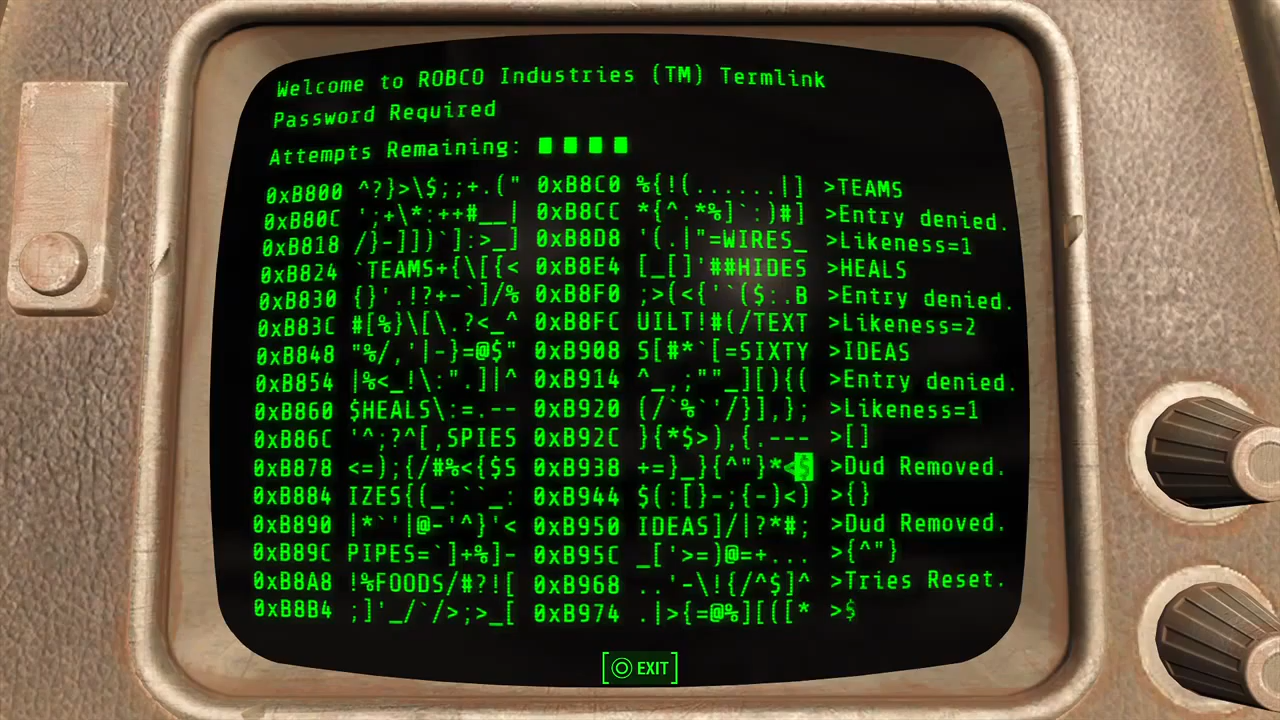 Welcome to ROBCO Industries (TM) Termlink
Password Required
Attempts Remaining: ■ ■ ■ ■
0xB800 ^?}>\$;;+.(" 0xB8C0 %{!(......|] >TEAMS
0xB80C ';+\*:++#__| 0xB8CC *{^.*%]`:)#] >Entry denied.
0xB818 /}-]])`]:>_] 0xB8D8 '(.|"=WIRES_ >Likeness=1
0xB824 `TEAMS+{\[{< 0xB8E4 [_[]'##HIDES >HEALS
0xB830 {}'.!?+-`]/% 0xB8F0 ;>(<{'`($:.B >Entry denied.
0xB83C #[%}\[\.?<_^ 0xB8FC UILT!#(/TEXT >Likeness=2
0xB848 "%/,'|-}=@$" 0xB908 S[#*`[=SIXTY >IDEAS
0xB854 |%<_!\:".]|^ 0xB914 ^_,;""_][){( >Entry denied.
0xB860 $HEALS\:=.-- 0xB920 (/`%`'/}],}; >Likeness=1
0xB86C '^;?^[,SPIES 0xB92C }{*$>),{.--- >[]
0xB878 <=);{/#%<{$S 0xB938 +=}_}{^"}*<$ >Dud Removed.
0xB884 IZES{(_:``_: 0xB944 $(:[}-;{-)<) >{}
0xB890 |*`'|@-'^}'< 0xB950 IDEAS]/|?*#; >Dud Removed.
0xB89C PIPES=`]+%]- 0xB95C _['>=)@=+... >{^"}
0xB8A8 !%FOODS/#?![ 0xB968 ..'-\!{/^$]^ >Tries Reset.
0xB8B4 ;]'_/`/>;>_[ 0xB974 .|>{=@%][([* >$
EXIT